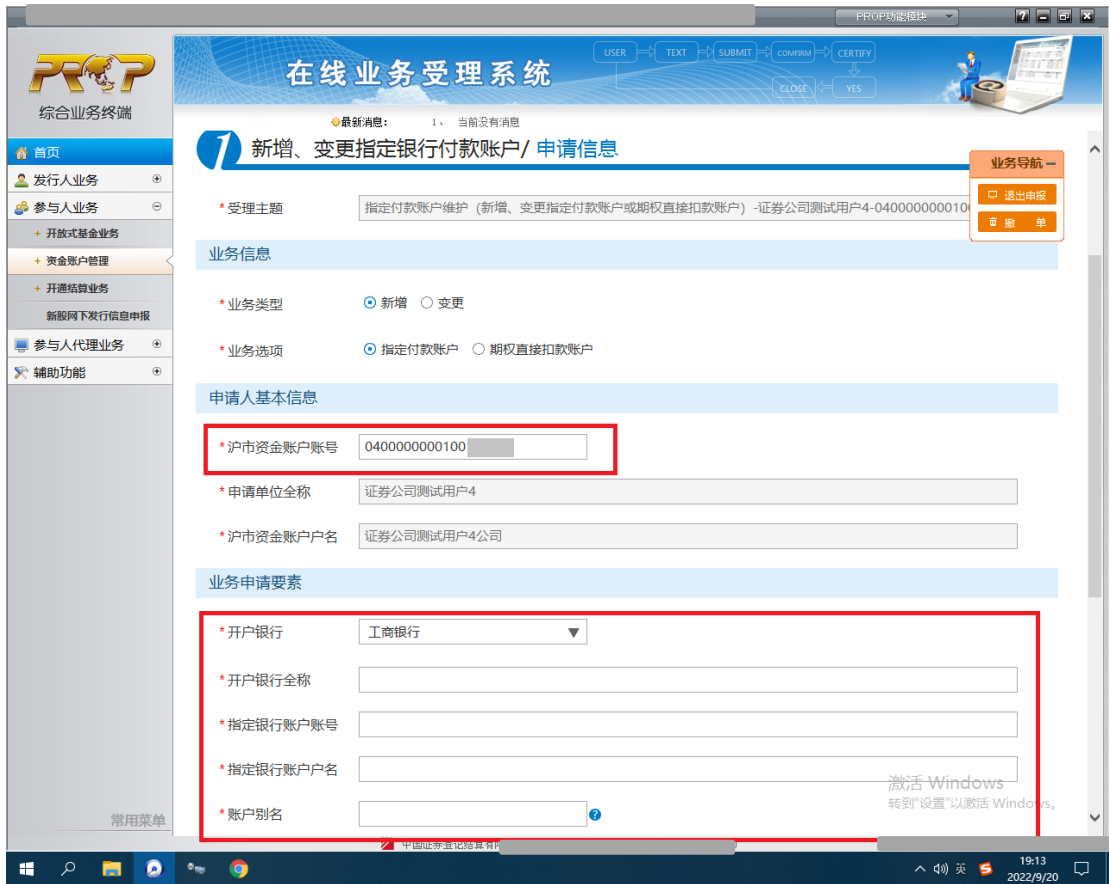 PROP功能模块
PROP
综合业务终端
在线业务受理系统
USER TEXT SUBMIT COMFIRM CERTIFY
CLOSE YES
最新消息： 1、 当前没有消息
首页
发行人业务
参与人业务
+ 开放式基金业务
+ 资金账户管理
+ 开通结算业务
新股网下发行信息申报
参与人代理业务
辅助功能
常用菜单
1 新增、变更指定银行付款账户/ 申请信息
业务导航
退出申报
撤 单
*受理主题 指定付款账户维护（新增、变更指定付款账户或期权直接扣款账户）-证券公司测试用户4-0400000000100
业务信息
*业务类型 新增 变更
*业务选项 指定付款账户 期权直接扣款账户
申请人基本信息
*沪市资金账户账号 0400000000100
*申请单位全称 证券公司测试用户4
*沪市资金账户户名 证券公司测试用户4公司
业务申请要素
*开户银行 工商银行
*开户银行全称
*指定银行账户账号
*指定银行账户户名
*账户别名
激活 Windows
转到"设置"以激活 Windows。
中国证券登记结算有
英
19:13
2022/9/20